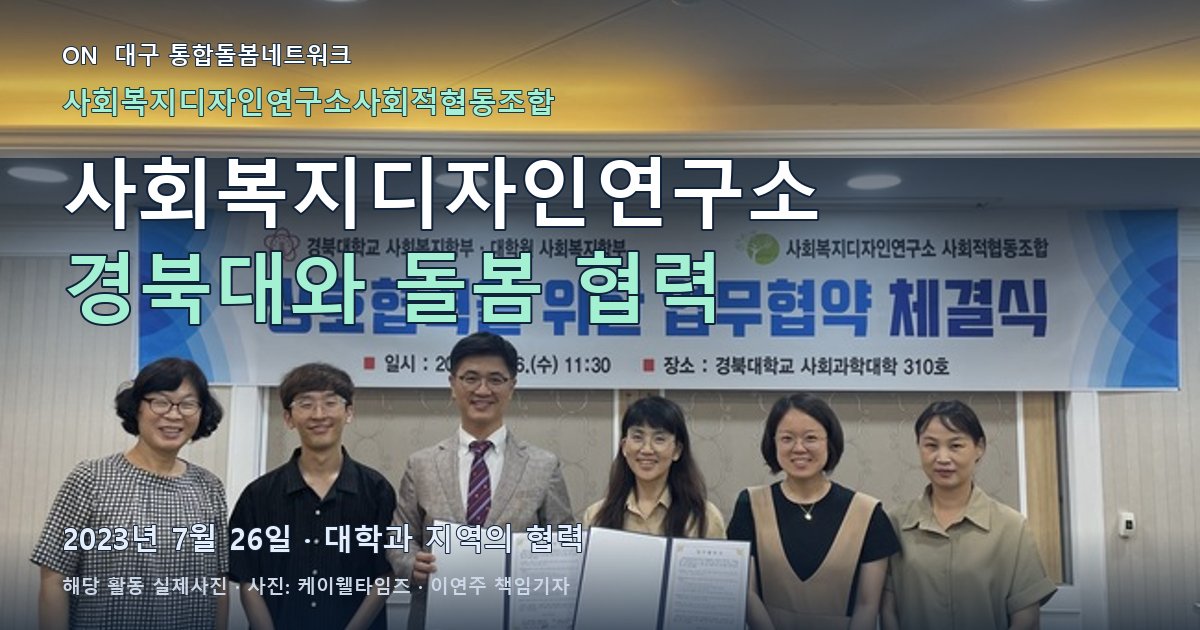 ON 대구 통합돌봄네트워크
사회복지디자인연구소사회적협동조합
사회복지디자인연구소
경북대학교 사회복지학부 · 대학원 사회복지학부
사회복지디자인연구소 사회적협동조합
경북대와 돌봄 협력
업무협약 체결식
■ 일시 : 20 6.(수) 11:30 ■ 장소 : 경북대학교 사회과학대학 310호
2023년 7월 26일 · 대학과 지역의 협력
해당 활동 실제사진 · 사진: 케이웰타임즈 · 이연주 책임기자